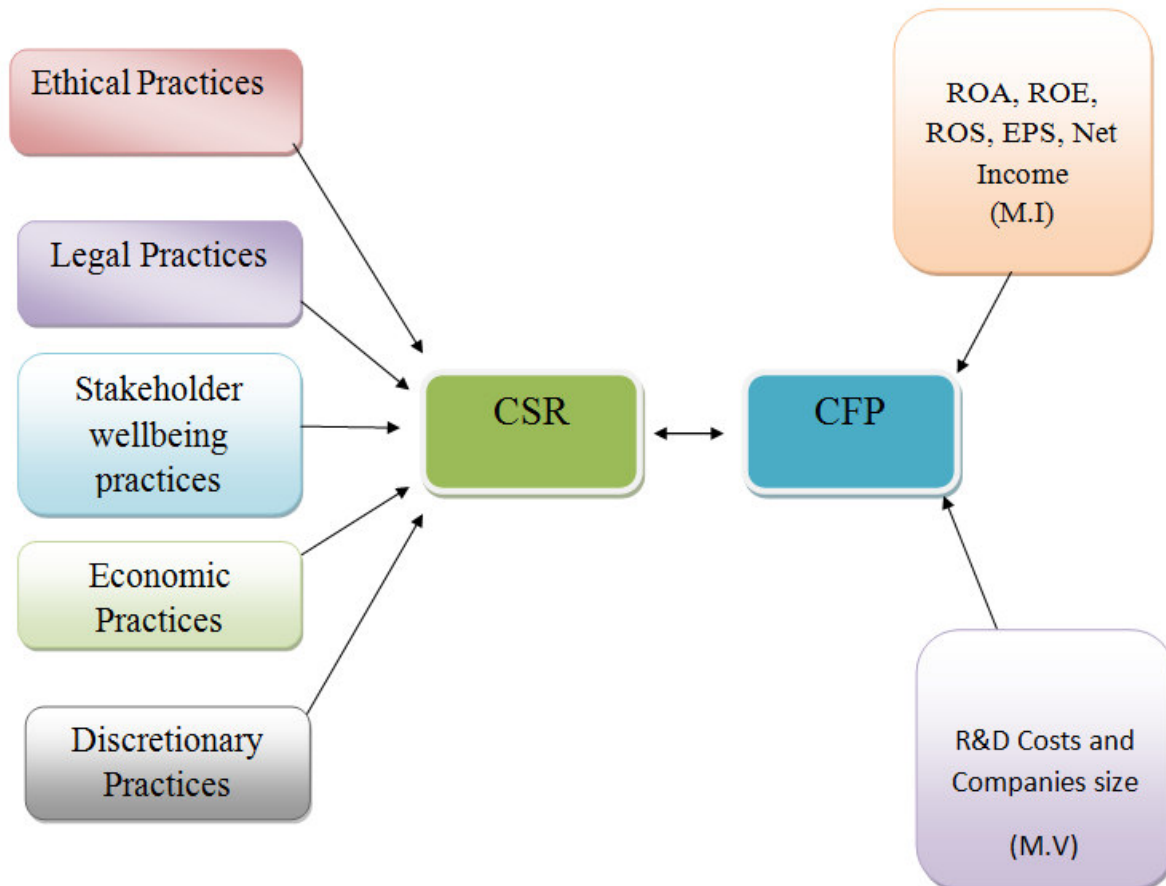 Ethical Practices
Legal Practices
Stakeholder
wellbeing
practices
Economic
Practices
Discretionary
Practices
CSR
CFP
ROA, ROE,
ROS, EPS, Net
Income
(M.I)
R&D Costs and
Companies size
(M.V)